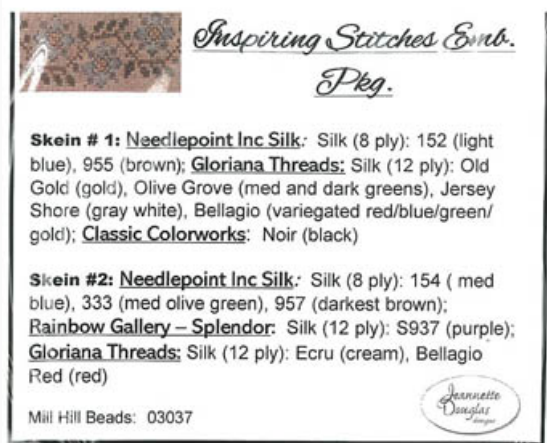 Inspiring Stitches Emb.
Pkg.
Skein # 1: Needlepoint Inc Silk: Silk (8 ply): 152 (light
blue), 955 (brown); Gloriana Threads: Silk (12 ply): Old
Gold (gold), Olive Grove (med and dark greens), Jersey
Shore (gray white), Bellagio (variegated red/blue/green/
gold); Classic Colorworks: Noir (black)
Skein #2: Needlepoint Inc Silk: Silk (8 ply): 154 ( med
blue), 333 (med olive green), 957 (darkest brown);
Rainbow Gallery – Splendor: Silk (12 ply): S937 (purple);
Gloriana Threads: Silk (12 ply): Ecru (cream), Bellagio
Red (red)
Mill Hill Beads: 03037
Jeannette
Douglas
designs